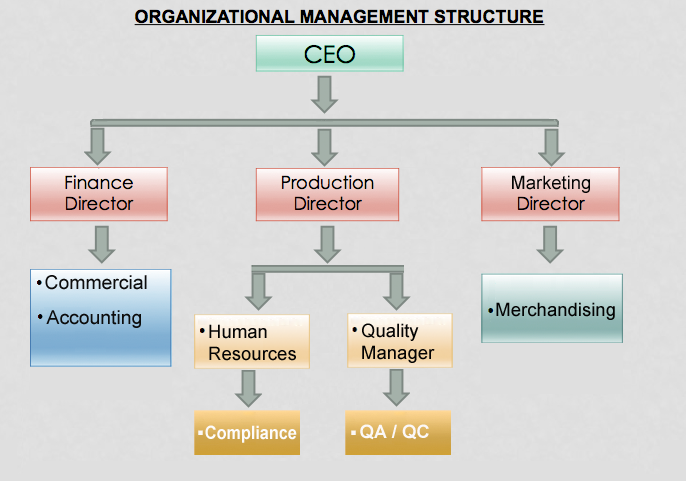 ORGANIZATIONAL MANAGEMENT STRUCTURE
CEO
Finance
Director
Production
Director
Marketing
Director
•Commercial
• Accounting
• Human
Resources
• Quality
Manager
•Merchandising
▪Compliance
▪ QA / QC